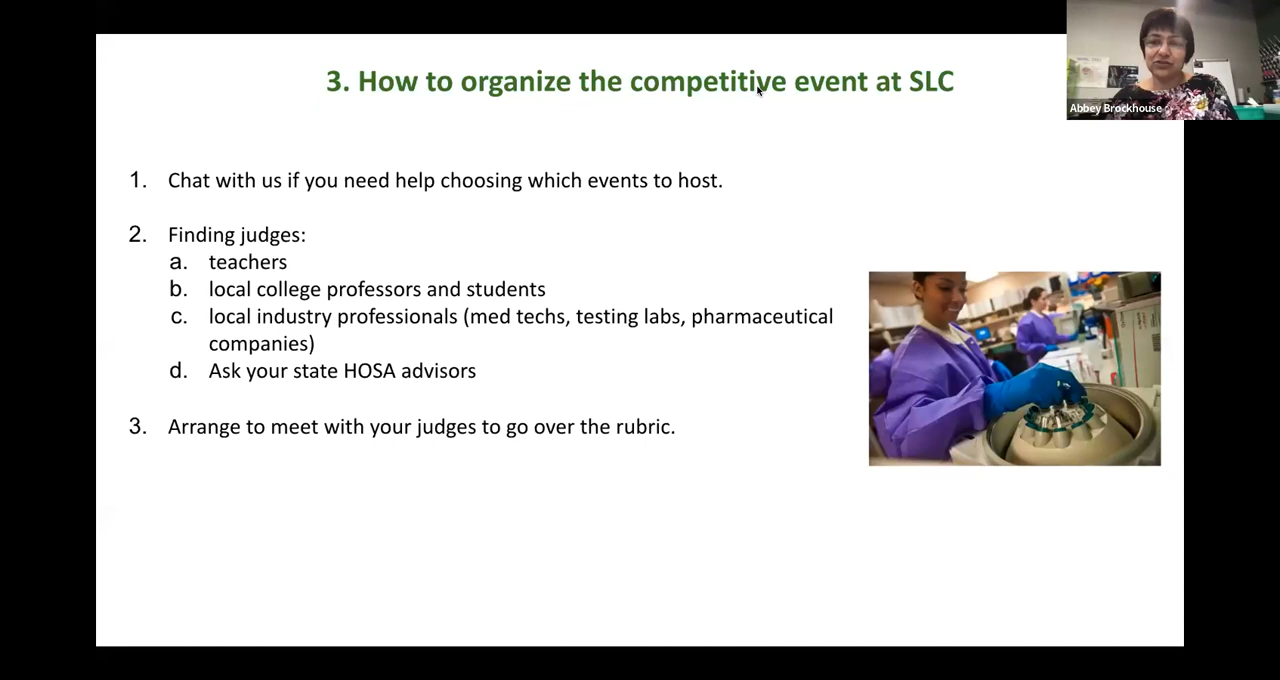 3. How to organize the competitive event at SLC
Abbey Brockhouse
1. Chat with us if you need help choosing which events to host.
2. Finding judges:
a. teachers
b. local college professors and students
c. local industry professionals (med techs, testing labs, pharmaceutical
companies)
d. Ask your state HOSA advisors
3. Arrange to meet with your judges to go over the rubric.